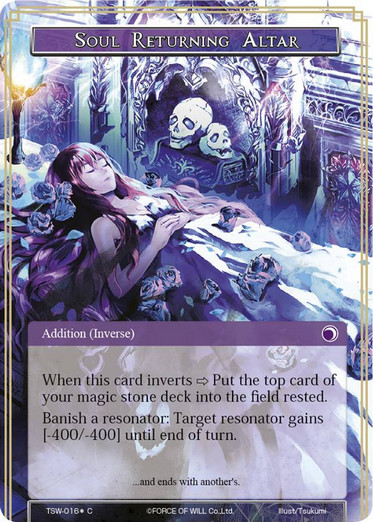 Soul Returning Altar
Addition (Inverse)
When this card inverts ⇨ Put the top card of
your magic stone deck into the field rested.
Banish a resonator: Target resonator gains
[-400/-400] until end of turn.
...and ends with another's.
TSW-016● C ©FORCE OF WILL Co.,Ltd. Illust/Tsukumi